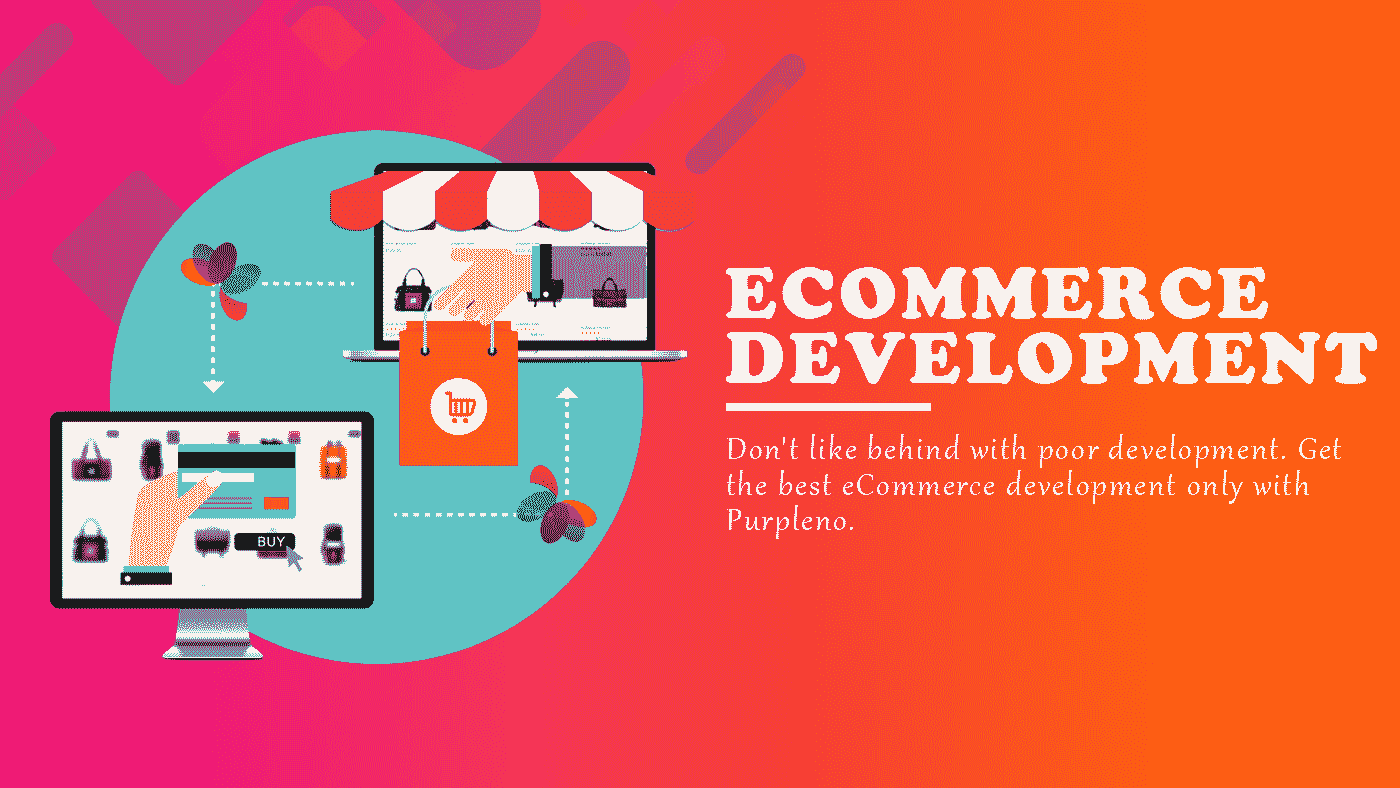 ECOMMERCE
DEVELOPMENT
Don't like behind with poor development. Get
the best eCommerce development only with
Purpleno.
BUY